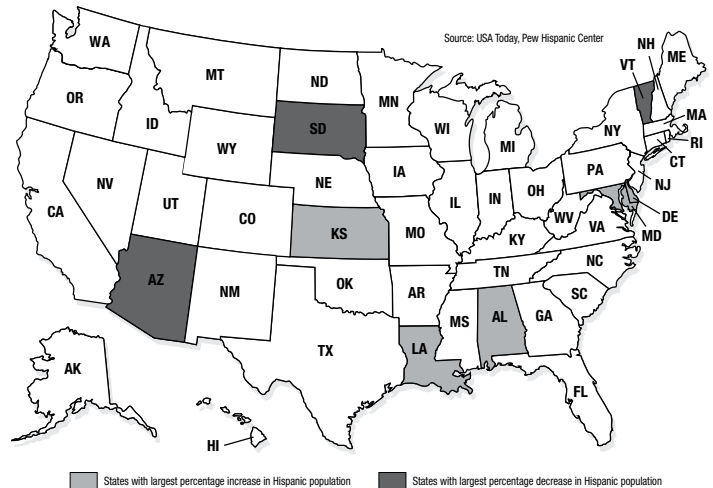 Source: USA Today, Pew Hispanic Center
WA
MT
ND
MN
NH
VT
ME
OR
ID
SD
WI
MI
NY
MA
RI
CT
WY
IA
PA
NJ
NV
NE
OH
DE
MD
CA
UT
CO
KS
MO
IL
IN
WV
VA
KY
NC
AZ
NM
OK
AR
TN
SC
MS
AL
GA
TX
LA
AK
FL
HI
States with largest percentage increase in Hispanic population
States with largest percentage decrease in Hispanic population